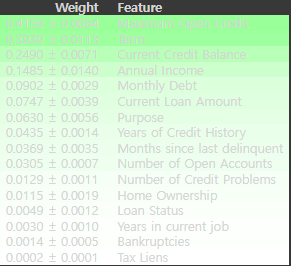 Weight Feature
Maximum Open Credit
Term
0.2490 ± 0.0071 Current Credit Balance
0.1485 ± 0.0140 Annual Income
0.0902 ± 0.0029 Monthly Debt
0.0747 ± 0.0039 Current Loan Amount
0.0630 ± 0.0056 Purpose
0.0435 ± 0.0014 Years of Credit History
0.0369 ± 0.0035 Months since last delinquent
0.0305 ± 0.0007 Number of Open Accounts
0.0129 ± 0.0011 Number of Credit Problems
0.0115 ± 0.0019 Home Ownership
0.0049 ± 0.0012 Loan Status
0.0030 ± 0.0010 Years in current job
0.0014 ± 0.0005 Bankruptcies
0.0002 ± 0.0001 Tax Liens